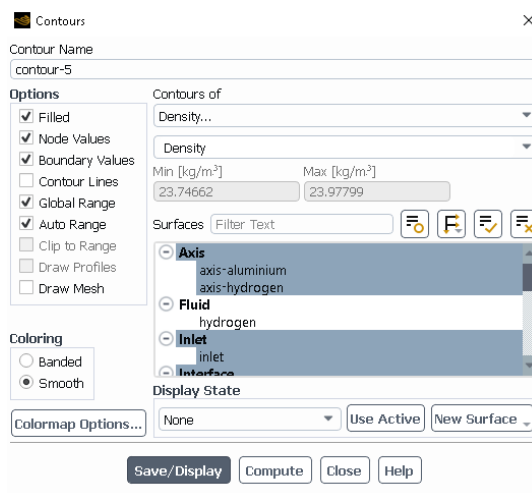 Contours
Contour Name
contour-5
Options
Filled
Node Values
Boundary Values
Contour Lines
Global Range
Auto Range
Clip to Range
Draw Profiles
Draw Mesh
Coloring
Banded
Smooth
Colormap Options...
Contours of
Density...
Density
Min [kg/m³] Max [kg/m³]
23.74662 23.97799
Surfaces Filter Text
Axis
axis-aluminium
axis-hydrogen
Fluid
hydrogen
Inlet
inlet
Interface
Display State
None Use Active New Surface
Save/Display Compute Close Help